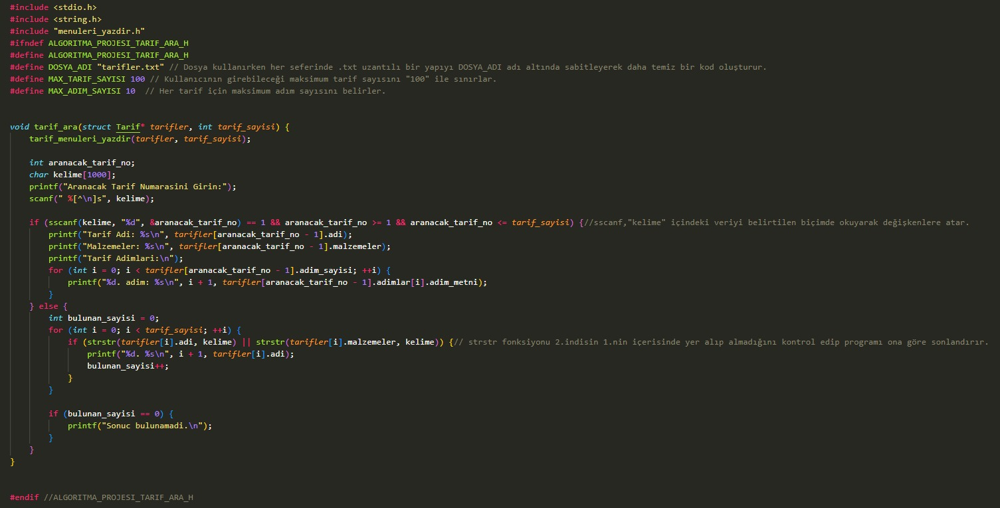 #include <stdio.h>
#include <string.h>
#include "menuleri_yazdir.h"
#ifndef ALGORITMA_PROJESI_TARIF_ARA_H
#define ALGORITMA_PROJESI_TARIF_ARA_H
#define DOSYA_ADI "tarifler.txt" // Dosya kullanırken her seferinde .txt uzantılı bir yapıyı DOSYA_ADI adı altında sabitleyerek daha temiz bir kod oluşturur.
#define MAX_TARIF_SAYISI 100 // Kullanıcının girebileceği maksimum tarif sayısını "100" ile sınırlar.
#define MAX_ADIM_SAYISI 10  // Her tarif için maksimum adım sayısını belirler.
void tarif_ara(struct Tarif* tarifler, int tarif_sayisi) {
    tarif_menuleri_yazdir(tarifler, tarif_sayisi);
    int aranacak_tarif_no;
    char kelime[1000];
    printf("Aranacak Tarif Numarasini Girin:");
    scanf(" %[^\n]s", kelime);
    if (sscanf(kelime, "%d", &aranacak_tarif_no) == 1 && aranacak_tarif_no >= 1 && aranacak_tarif_no <= tarif_sayisi) {//sscanf,"kelime" içindeki veriyi belirtilen biçimde okuyarak değişkenlere atar.
        printf("Tarif Adi: %s\n", tarifler[aranacak_tarif_no - 1].adi);
        printf("Malzemeler: %s\n", tarifler[aranacak_tarif_no - 1].malzemeler);
        printf("Tarif Adimlari:\n");
        for (int i = 0; i < tarifler[aranacak_tarif_no - 1].adim_sayisi; ++i) {
            printf("%d. adim: %s\n", i + 1, tarifler[aranacak_tarif_no - 1].adimlar[i].adim_metni);
        }
    } else {
        int bulunan_sayisi = 0;
        for (int i = 0; i < tarif_sayisi; ++i) {
            if (strstr(tarifler[i].adi, kelime) || strstr(tarifler[i].malzemeler, kelime)) {// strstr fonksiyonu 2.indisin 1.nin içerisinde yer alıp almadığını kontrol edip programı ona göre sonlandırır.
                printf("%d. %s\n", i + 1, tarifler[i].adi);
                bulunan_sayisi++;
            }
        }
        if (bulunan_sayisi == 0) {
            printf("Sonuc bulunamadi.\n");
        }
    }
}
#endif //ALGORITMA_PROJESI_TARIF_ARA_H